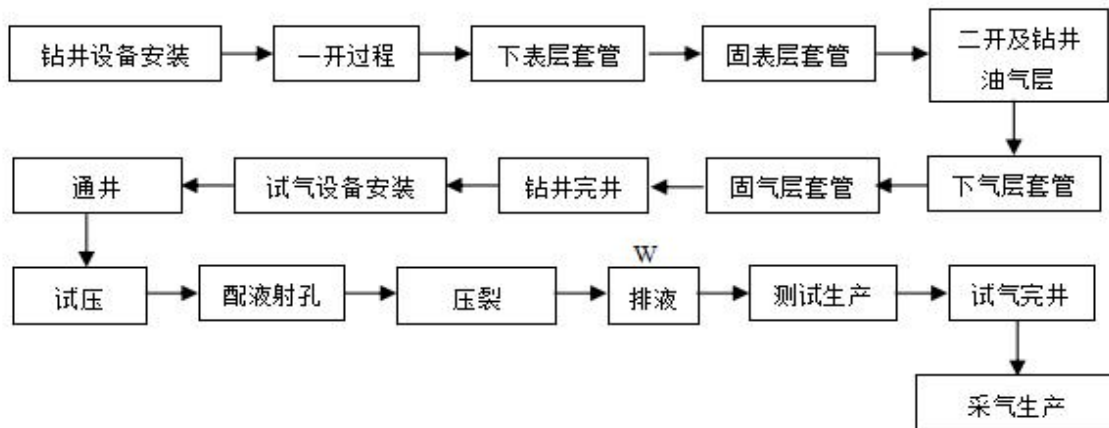 钻井设备安装
一开过程
下表层套管
固表层套管
二开及钻井
油气层
下气层套管
固气层套管
钻井完井
试气设备安装
通井
试压
配液射孔
压裂
W
排液
测试生产
试气完井
采气生产